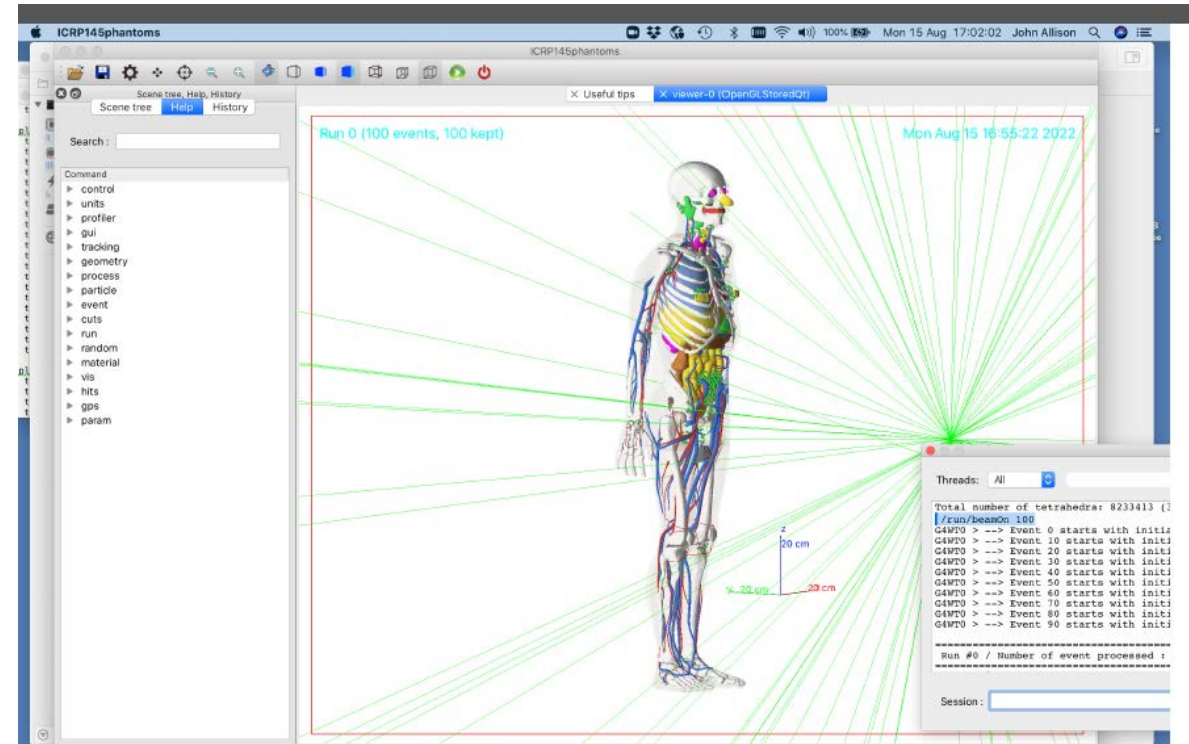 ICRP145phantoms 100% Mon 15 Aug 17:02:02 John Allison
ICRP145phantoms
Scene tree, Help, History
Scene tree Help History
Useful tips viewer-0 (OpenGLStoredQt)
Search :
Command
control
units
profiler
gui
tracking
geometry
process
particle
event
cuts
run
random
material
vis
hits
gps
param
Run 0 (100 events, 100 kept) Mon Aug 15 16:55:22 2022
z
20 cm
20 cm
20 cm
Threads: All
Total number of tetrahedra: 8233413 (3
/run/beamOn 100
G4WT0 > --> Event 0 starts with initia
G4WT0 > --> Event 10 starts with initi
G4WT0 > --> Event 20 starts with initi
G4WT0 > --> Event 30 starts with initi
G4WT0 > --> Event 40 starts with initi
G4WT0 > --> Event 50 starts with initi
G4WT0 > --> Event 60 starts with initi
G4WT0 > --> Event 70 starts with initi
G4WT0 > --> Event 80 starts with initi
G4WT0 > --> Event 90 starts with initi
Run #0 / Number of event processed :
Session :